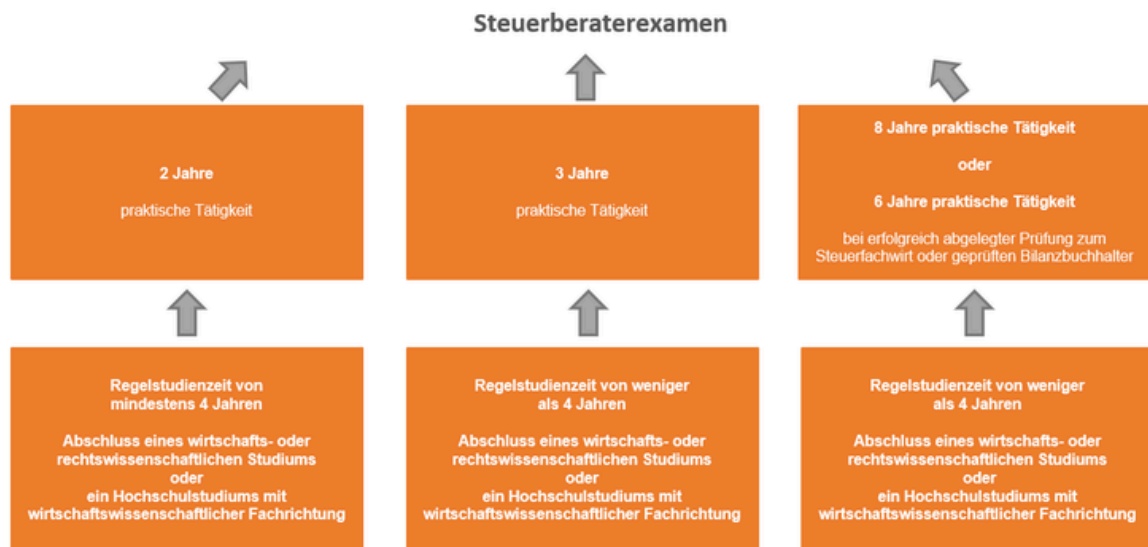 Steuerberaterexamen
2 Jahre
praktische Tätigkeit
3 Jahre
praktische Tätigkeit
8 Jahre praktische Tätigkeit
oder
6 Jahre praktische Tätigkeit
bei erfolgreich abgelegter Prüfung zum
Steuerfachwirt oder geprüften Bilanzbuchhalter
Regelstudienzeit von
mindestens 4 Jahren
Abschluss eines wirtschafts- oder
rechtswissenschaftlichen Studiums
oder
ein Hochschulstudiums mit
wirtschaftswissenschaftlicher Fachrichtung
Regelstudienzeit von weniger
als 4 Jahren
Abschluss eines wirtschafts- oder
rechtswissenschaftlichen Studiums
oder
ein Hochschulstudiums mit
wirtschaftswissenschaftlicher Fachrichtung
Regelstudienzeit von weniger
als 4 Jahren
Abschluss eines wirtschafts- oder
rechtswissenschaftlichen Studiums
oder
ein Hochschulstudiums mit
wirtschaftswissenschaftlicher Fachrichtung